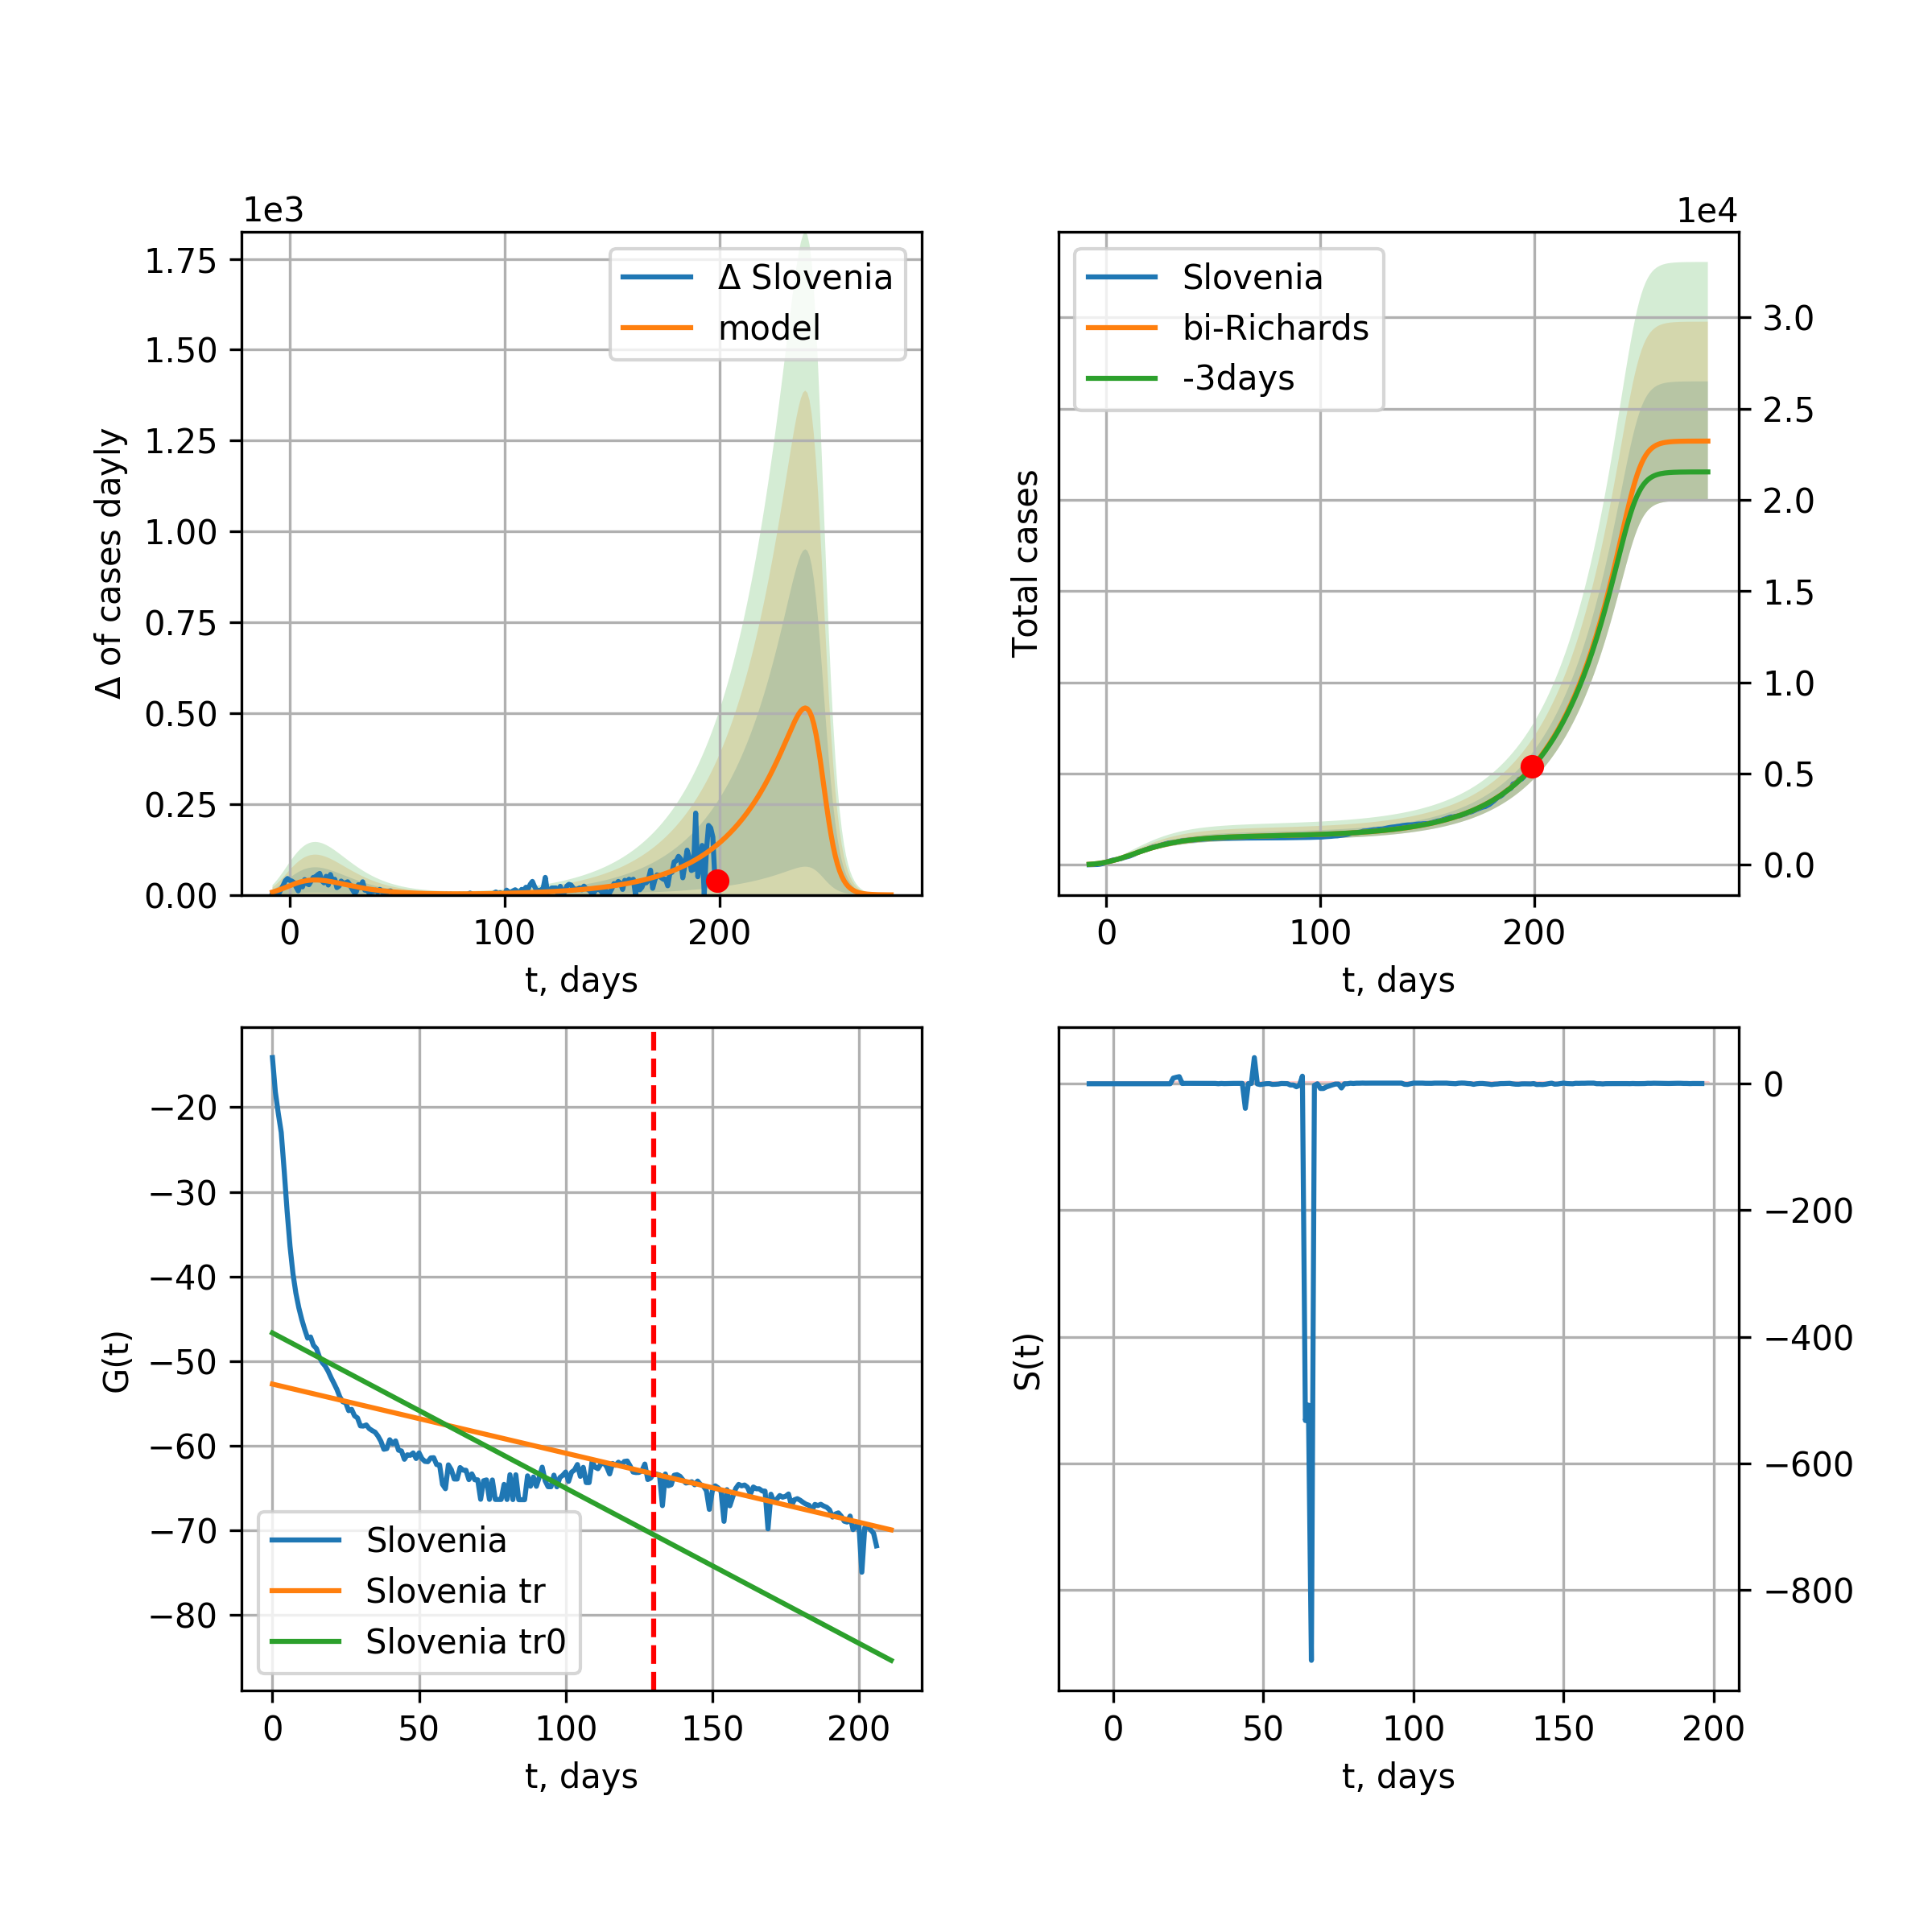 1e3
Δ of cases dayly
1.75
1.50
1.25
1.00
0.75
0.50
0.25
0.00
Δ Slovenia
model
0 100 200
t, days
1e4
Total cases
Slovenia
bi-Richards
-3days
3.0
2.5
2.0
1.5
1.0
0.5
0.0
0 100 200
t, days
G(t)
−20
−30
−40
−50
−60
−70
−80
Slovenia
Slovenia tr
Slovenia tr0
0 50 100 150 200
t, days
S(t)
0
−200
−400
−600
−800
0 50 100 150 200
t, days